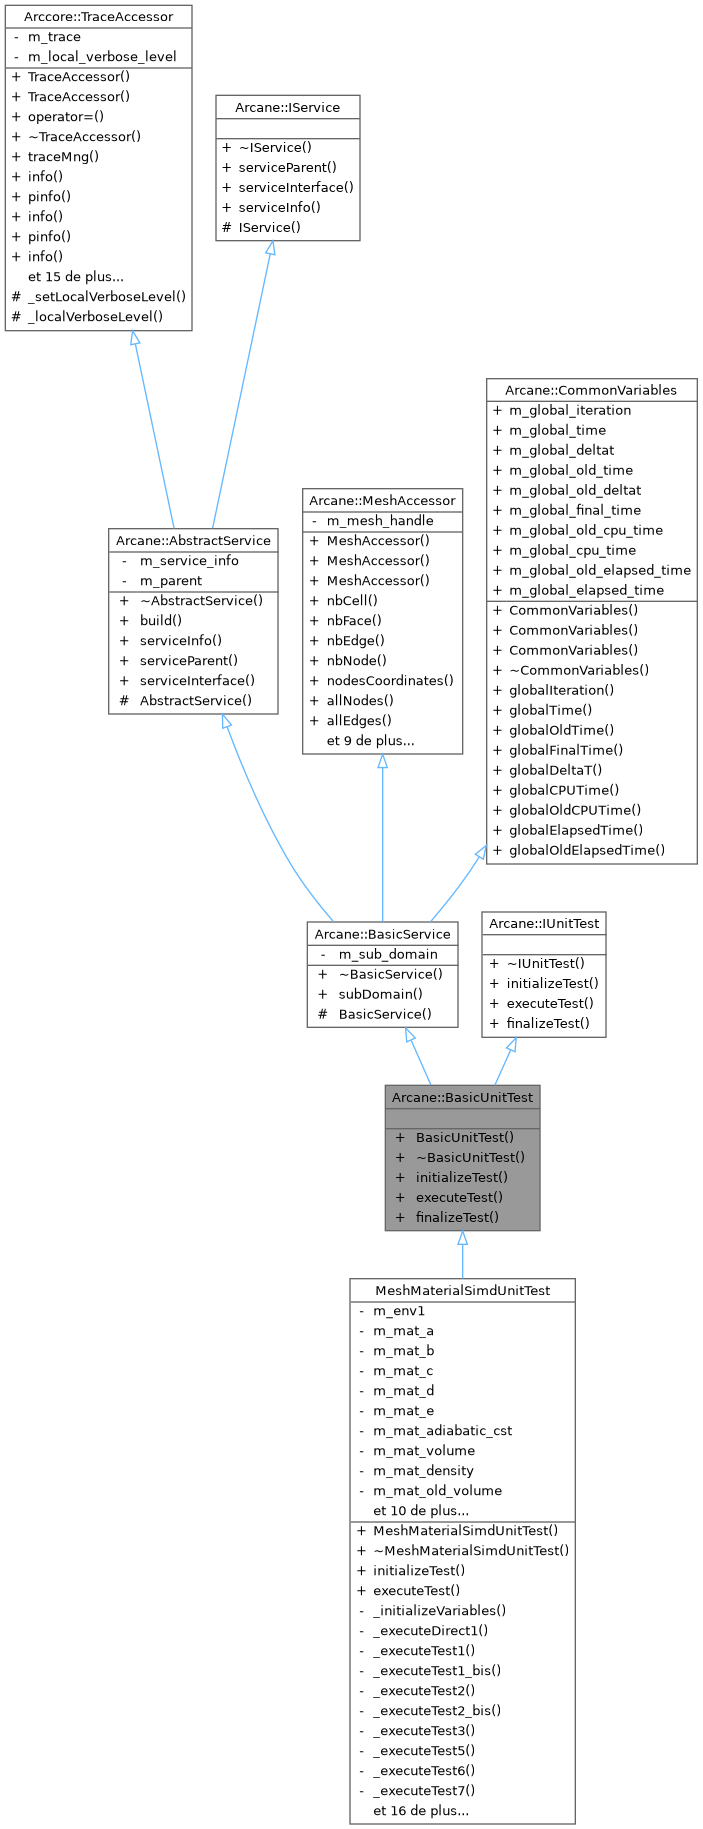 Arccore::TraceAccessor
- m_trace
- m_local_verbose_level
+ TraceAccessor()
+ TraceAccessor()
+ operator=()
+ ~TraceAccessor()
+ traceMng()
+ info()
+ pinfo()
+ info()
+ pinfo()
+ info()
et 15 de plus...
# _setLocalVerboseLevel()
# _localVerboseLevel()
Arcane::IService
+ ~IService()
+ serviceParent()
+ serviceInterface()
+ serviceInfo()
# IService()
Arcane::CommonVariables
+ m_global_iteration
+ m_global_time
+ m_global_deltat
+ m_global_old_time
+ m_global_old_deltat
+ m_global_final_time
+ m_global_old_cpu_time
+ m_global_cpu_time
+ m_global_old_elapsed_time
+ m_global_elapsed_time
+ CommonVariables()
+ CommonVariables()
+ CommonVariables()
+ ~CommonVariables()
+ globalIteration()
+ globalTime()
+ globalOldTime()
+ globalFinalTime()
+ globalDeltaT()
+ globalCPUTime()
+ globalOldCPUTime()
+ globalElapsedTime()
+ globalOldElapsedTime()
Arcane::MeshAccessor
- m_mesh_handle
+ MeshAccessor()
+ MeshAccessor()
+ MeshAccessor()
+ nbCell()
+ nbFace()
+ nbEdge()
+ nbNode()
+ nodesCoordinates()
+ allNodes()
+ allEdges()
et 9 de plus...
Arcane::AbstractService
- m_service_info
- m_parent
+ ~AbstractService()
+ build()
+ serviceInfo()
+ serviceParent()
+ serviceInterface()
# AbstractService()
Arcane::BasicService
- m_sub_domain
+ ~BasicService()
+ subDomain()
# BasicService()
Arcane::IUnitTest
+ ~IUnitTest()
+ initializeTest()
+ executeTest()
+ finalizeTest()
Arcane::BasicUnitTest
+ BasicUnitTest()
+ ~BasicUnitTest()
+ initializeTest()
+ executeTest()
+ finalizeTest()
MeshMaterialSimdUnitTest
- m_env1
- m_mat_a
- m_mat_b
- m_mat_c
- m_mat_d
- m_mat_e
- m_mat_adiabatic_cst
- m_mat_volume
- m_mat_density
- m_mat_old_volume
et 10 de plus...
+ MeshMaterialSimdUnitTest()
+ ~MeshMaterialSimdUnitTest()
+ initializeTest()
+ executeTest()
- _initializeVariables()
- _executeDirect1()
- _executeTest1()
- _executeTest1_bis()
- _executeTest2()
- _executeTest2_bis()
- _executeTest3()
- _executeTest5()
- _executeTest6()
- _executeTest7()
et 16 de plus...